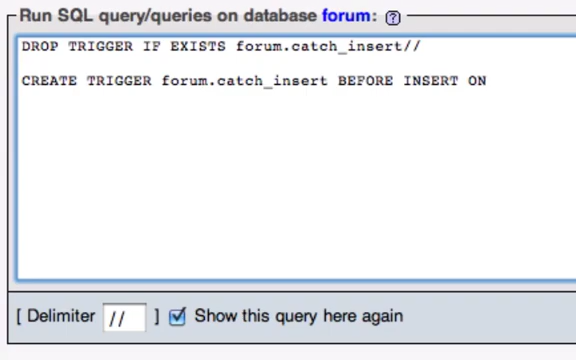 Run SQL query/queries on database forum: ?
DROP TRIGGER IF EXISTS forum.catch_insert//
CREATE TRIGGER forum.catch_insert BEFORE INSERT ON
[ Delimiter // ] Show this query here again